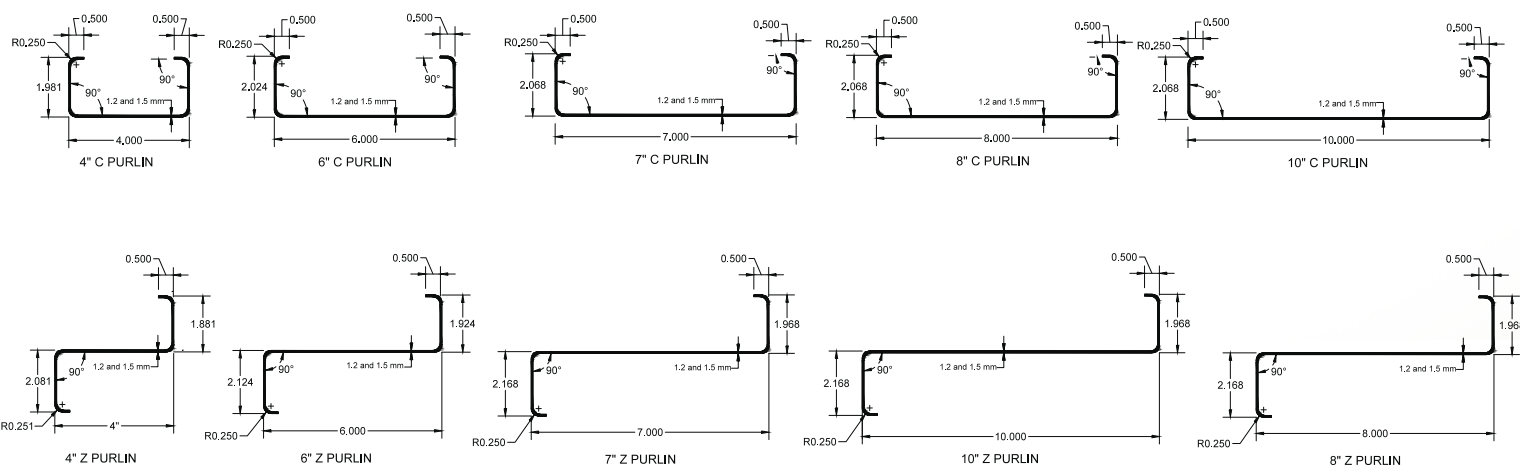 0.500
0.500
R0.250
90°
1.981
90°
1.2 and 1.5 mm
4.000
4" C PURLIN
0.500
0.500
R0.250
90°
2.024
90°
1.2 and 1.5 mm
6.000
6" C PURLIN
0.500
0.500
R0.250
90°
2.068
90°
1.2 and 1.5 mm
7.000
7" C PURLIN
0.500
0.500
R0.250
90°
2.068
90°
1.2 and 1.5 mm
8.000
8" C PURLIN
0.500
0.500
R0.250
90°
2.068
90°
1.2 and 1.5 mm
10.000
10" C PURLIN
0.500
1.881
90°
1.2 and 1.5 mm
2.081
R0.251
4"
4" Z PURLIN
0.500
1.924
90°
1.2 and 1.5 mm
2.124
R0.250
6.000
6" Z PURLIN
0.500
1.968
90°
1.2 and 1.5 mm
2.168
R0.250
7.000
7" Z PURLIN
0.500
1.968
90°
1.2 and 1.5 mm
2.168
R0.250
10.000
10" Z PURLIN
0.500
90°
1.2 and 1.5 mm
2.168
R0.250
8.000
8" Z PURLIN